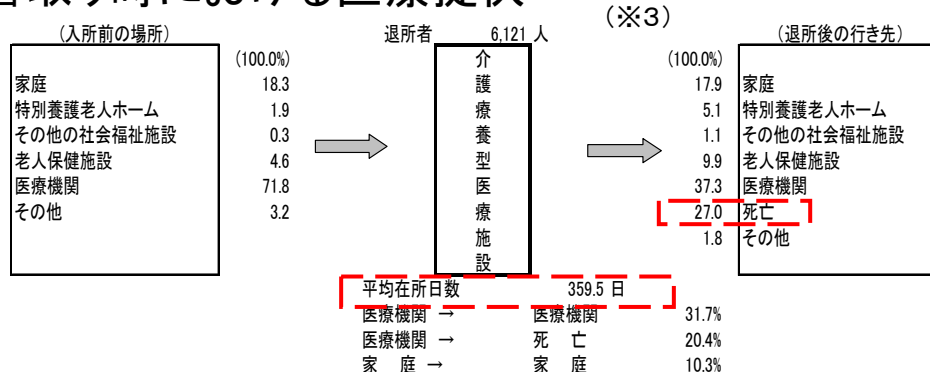 (※3)
(入所前の場所)
(100.0%)
家庭 18.3
特別養護老人ホーム 1.9
その他の社会福祉施設 0.3
老人保健施設 4.6
医療機関 71.8
その他 3.2
退所者 6,121 人
介
護
療
養
型
医
療
施
設
(退所後の行き先)
(100.0%)
17.9 家庭
5.1 特別養護老人ホーム
1.1 その他の社会福祉施設
9.9 老人保健施設
37.3 医療機関
27.0 死亡
1.8 その他
平均在所日数 359.5 日
医療機関 → 医療機関 31.7%
医療機関 → 死 亡 20.4%
家 庭 → 家 庭 10.3%